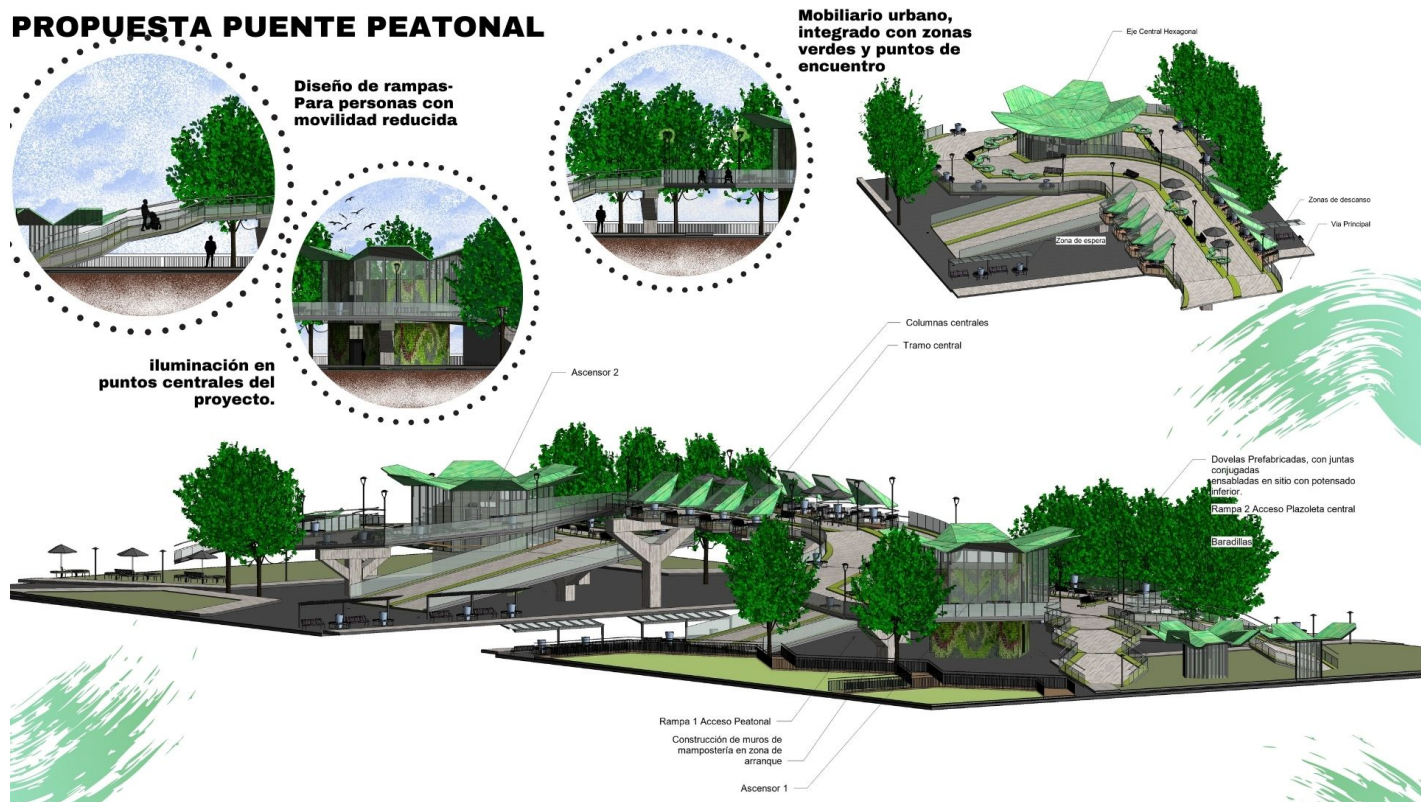 PROPUESTA PUENTE PEATONAL
Diseño de rampas-
Para personas con
movilidad reducida
iluminación en
puntos centrales del
proyecto.
Mobiliario urbano,
integrado con zonas
verdes y puntos de
encuentro
Eje Central Hexagonal
Zonas de descanso
Via Principal
Zona de espera
Columnas centrales
Tramo central
Ascensor 2
Dovelas Prefabricadas, con juntas
conjugadas
ensabladas en sitio con potensado
inferior.
Rampa 2 Acceso Plazoleta central
Baradillas
Rampa 1 Acceso Peatonal
Construcción de muros de
mampostería en zona de
arranque
Ascensor 1